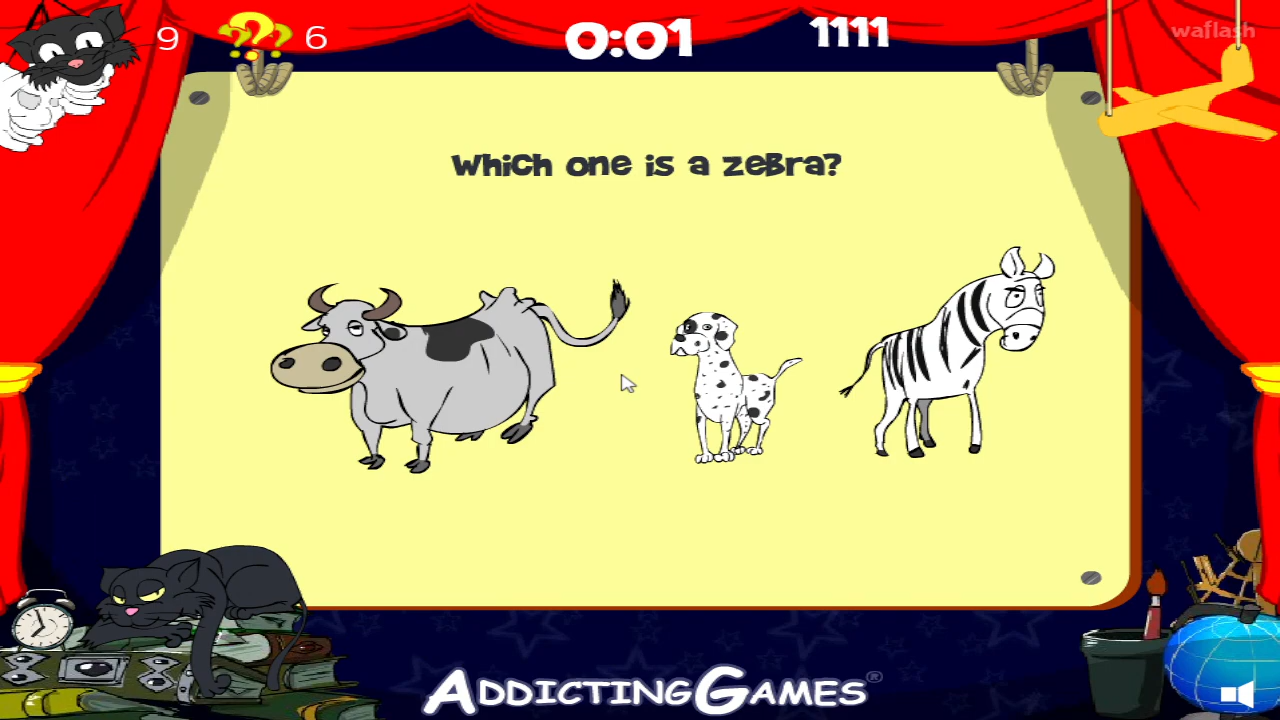 9
6
0:01
1111
waflash
Which one is a zebra?
AddictingGames®